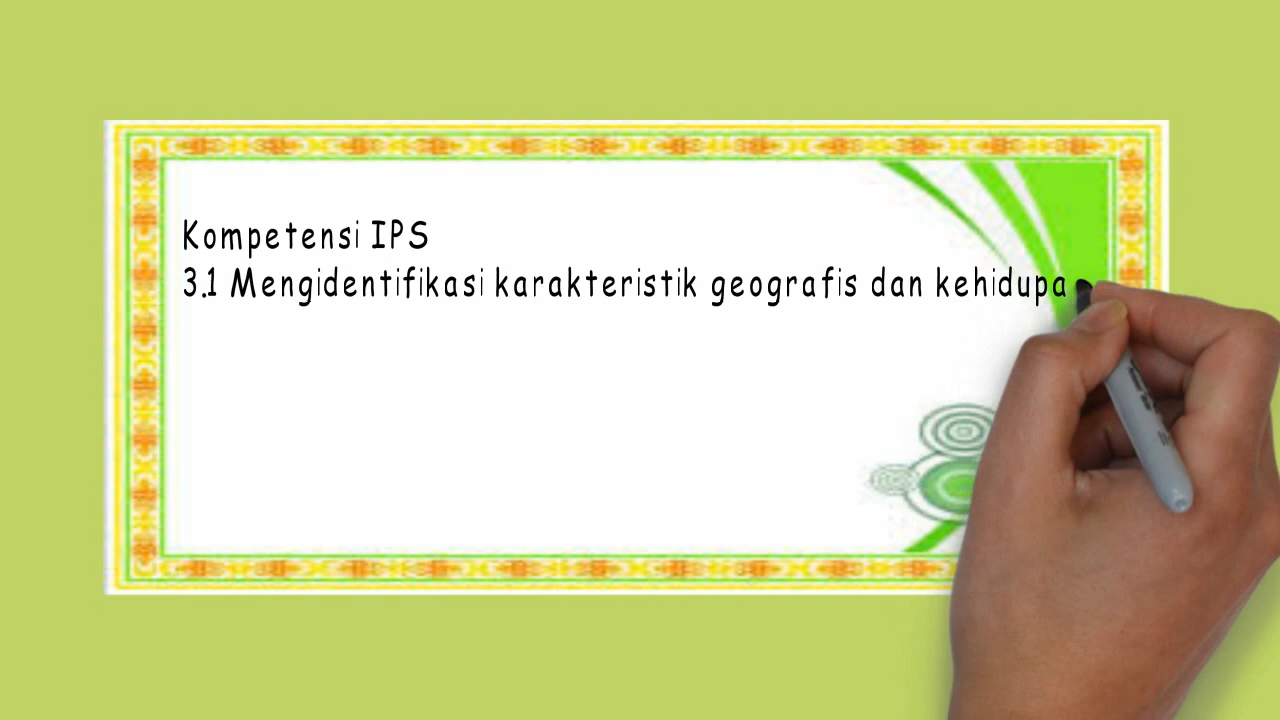 Kompetensi IPS
3.1 Mengidentifikasi karakteristik geografis dan kehidupa